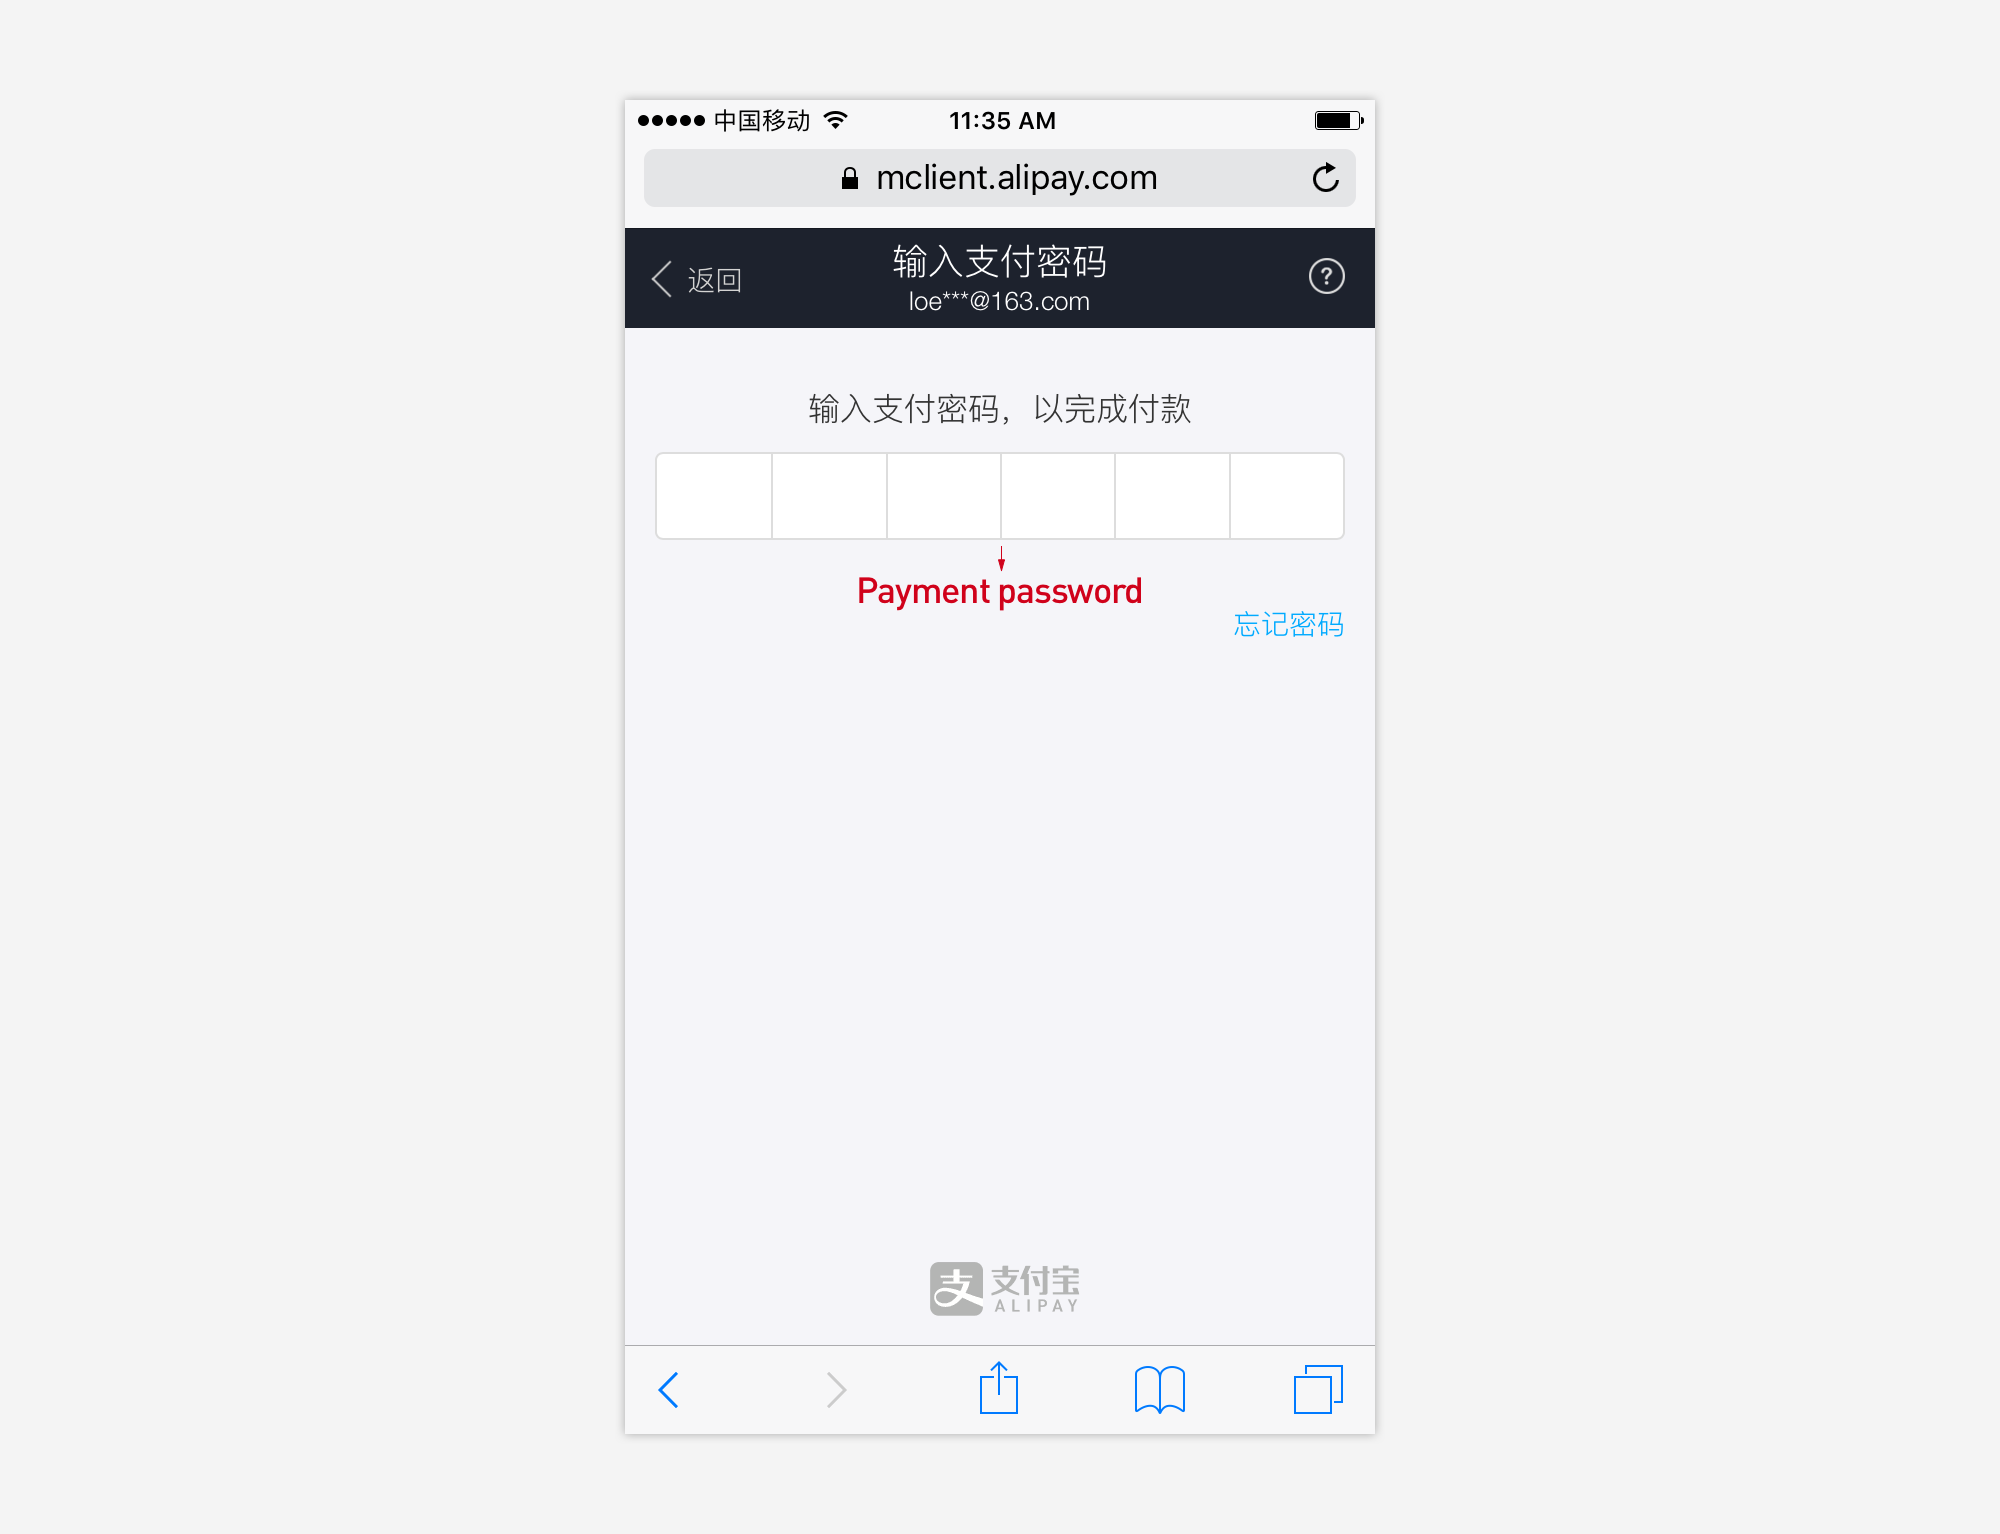 中国移动
11:35 AM
mclient.alipay.com
返回
输入支付密码
loe***@163.com
?
输入支付密码，以完成付款
Payment password
忘记密码
支 支付宝
ALIPAY